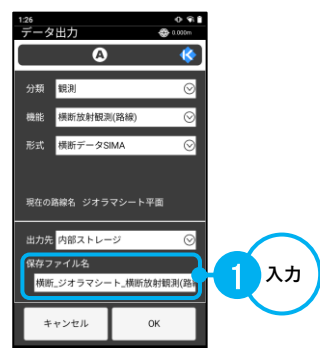 1:26
データ出力
0.000m
A
分類 観測
機能 横断放射観測(路線)
形式 横断データSIMA
現在の路線名 ジオラマシート平面
出力先 内部ストレージ
保存ファイル名
横断_ジオラマシート_横断放射観測(路
1 入力
キャンセル OK